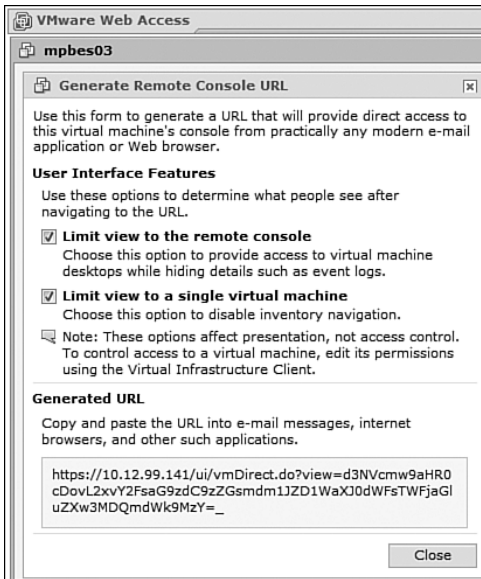 VMware Web Access
mpbes03
Generate Remote Console URL
Use this form to generate a URL that will provide direct access to
this virtual machine's console from practically any modern e-mail
application or Web browser.
User Interface Features
Use these options to determine what people see after
navigating to the URL.
Limit view to the remote console
Choose this option to provide access to virtual machine
desktops while hiding details such as event logs.
Limit view to a single virtual machine
Choose this option to disable inventory navigation.
Note: These options affect presentation, not access control.
To control access to a virtual machine, edit its permissions
using the Virtual Infrastructure Client.
Generated URL
Copy and paste the URL into e-mail messages, internet
browsers, and other such applications.
https://10.12.99.141/ui/vmDirect.do?view=d3NVcmw9aHR0
cDovL2xvY2FsaG9zdC9zZGsmdm1JZD1WaXJ0dWFsTWFjaGl
uZXw3MDQmdWk9MzY=_
Close